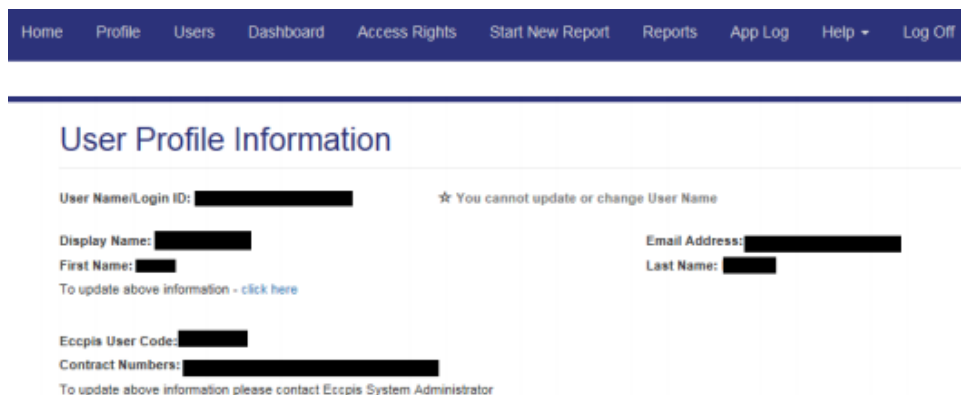 Home Profile Users Dashboard Access Rights Start New Report Reports App Log Help Log Off
User Profile Information
User Name/Login ID: ☆ You cannot update or change User Name
Display Name: Email Address:
First Name: Last Name:
To update above information - click here
Eccpis User Code:
Contract Numbers:
To update above information please contact Eccpis System Administrator